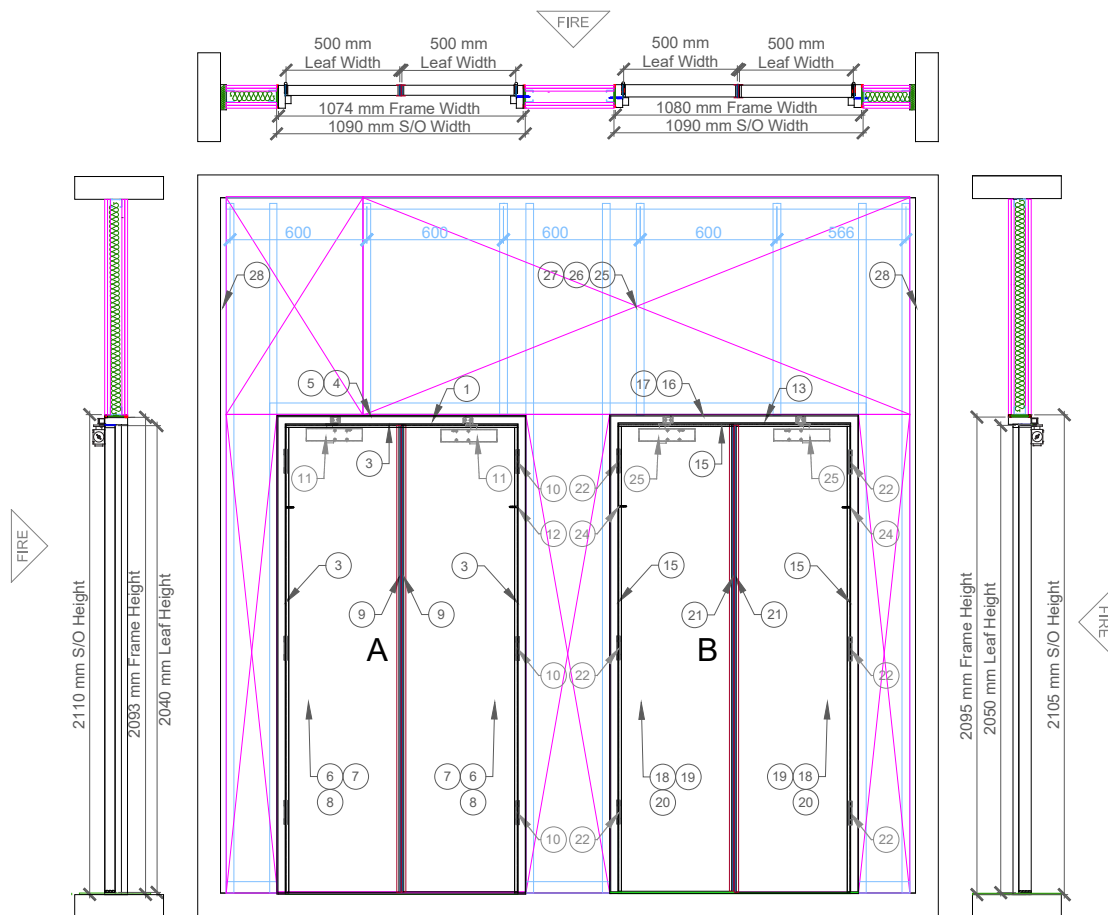 FIRE
500 mm
Leaf Width
500 mm
Leaf Width
500 mm
Leaf Width
500 mm
Leaf Width
1074 mm Frame Width
1090 mm S/O Width
1080 mm Frame Width
1090 mm S/O Width
600
600
600
600
566
28
27 26 25
28
5 4
1
17 16
13
11
3
11
15
25
25
10
22
22
12
24
24
3
3
15
15
9
9
21
21
A
B
10
22
22
6 7
8
7 6
8
18 19
20
19 18
20
10
22
22
FIRE
2110 mm S/O Height
2093 mm Frame Height
2040 mm Leaf Height
2095 mm Frame Height
2050 mm Leaf Height
2105 mm S/O Height
FIRE